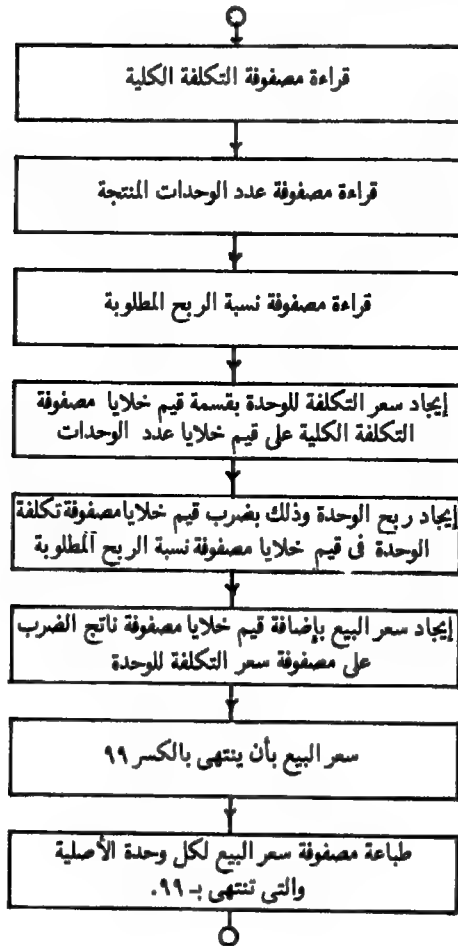 قراءة مصفوفة التكلفة الكلية
قراءة مصفوفة عدد الوحدات المنتجة
قراءة مصفوفة نسبة الربح المطلوبة
إيجاد سعر التكلفة للوحدة بقسمة قيم خلايا مصفوفة
التكلفة الكلية على قيم خلايا عدد الوحدات
إيجاد ربح الوحدة وذلك بضرب قيم خلايا مصفوفة تكلفة
الوحدة فى قيم خلايا مصفوفة نسبة الربح المطلوبة
إيجاد سعر البيع بإضافة قيم خلايا مصفوفة ناتج الضرب
على مصفوفة سعر التكلفة للوحدة
سعر البيع بأن ينتهى بالكسر ٩٩
طباعة مصفوفة سعر البيع لكل وحدة الأصلية
والتى تنتهى بـ ٩٩.